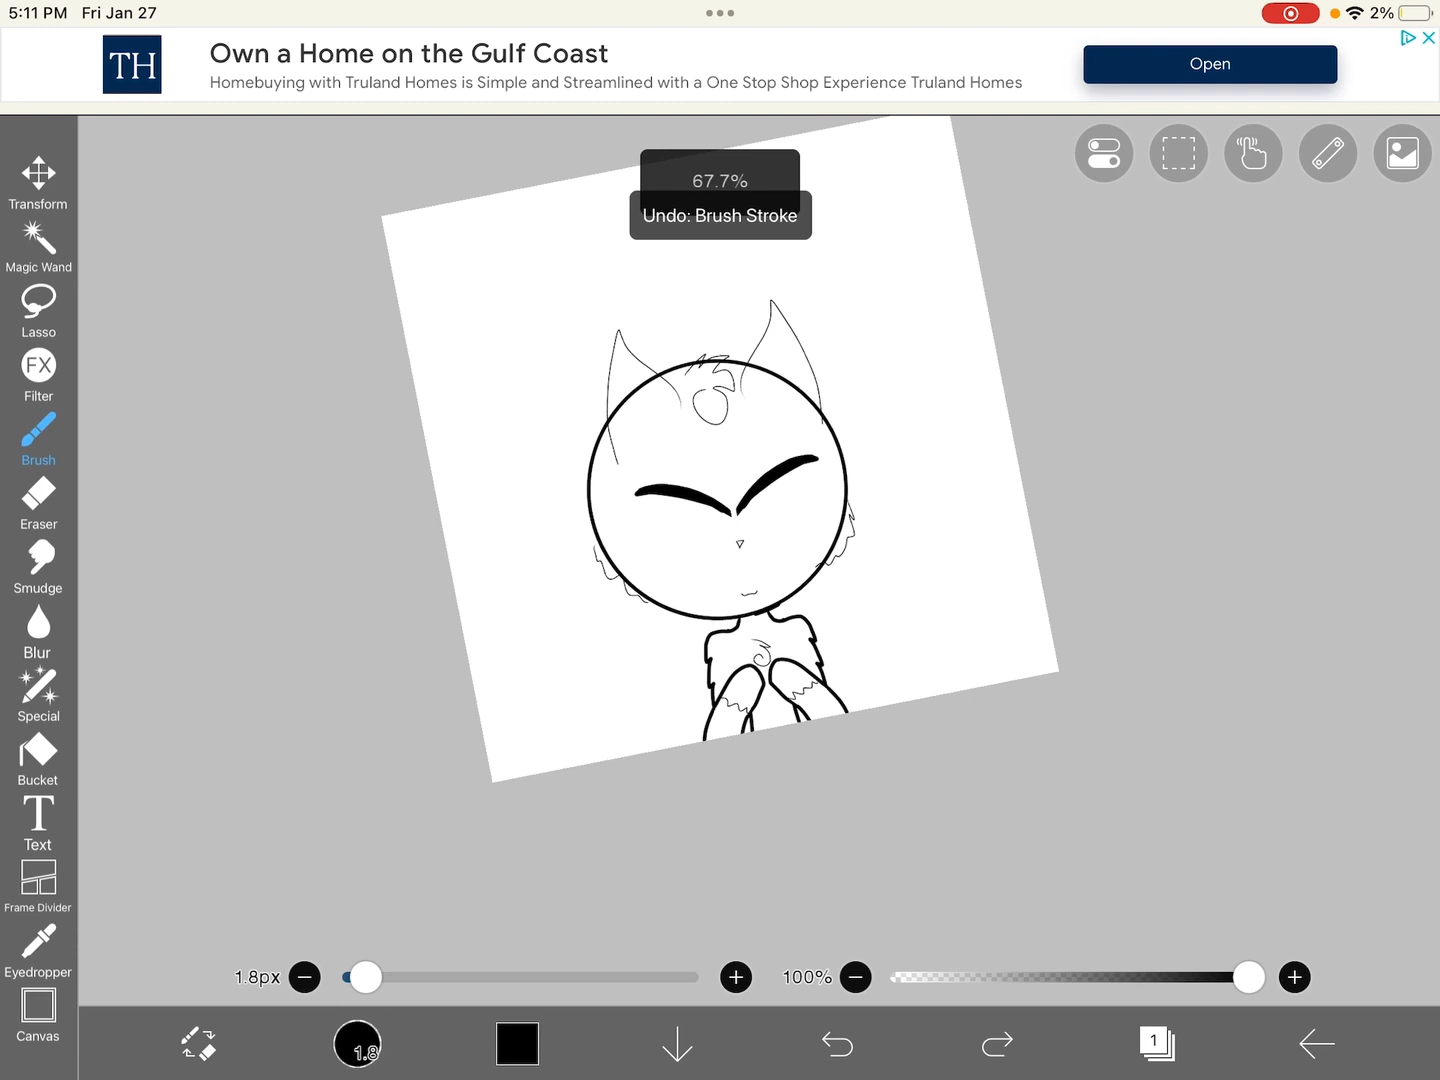 5:11 PM Fri Jan 27
2%
TH
Own a Home on the Gulf Coast
Homebuying with Truland Homes is Simple and Streamlined with a One Stop Shop Experience Truland Homes
Open
67.7%
Undo: Brush Stroke
Transform
Magic Wand
Lasso
FX
Filter
Brush
Eraser
Smudge
Blur
Special
Bucket
T
Text
Frame Divider
Eyedropper
Canvas
1.8px
100%
1.8
1